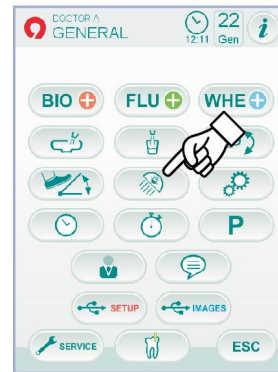 DOCTOR A
GENERAL
12:11
22
Gen
i
BIO
FLU
WHE
P
SETUP
IMAGES
SERVICE
ESC